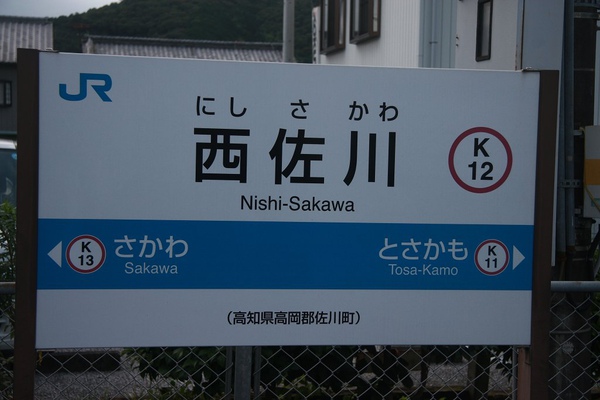 JR
にし さ かわ
西佐川
K
12
Nishi-Sakawa
K
13
さかわ
Sakawa
とさかも
Tosa-Kamo
K
11
(高知県高岡郡佐川町)